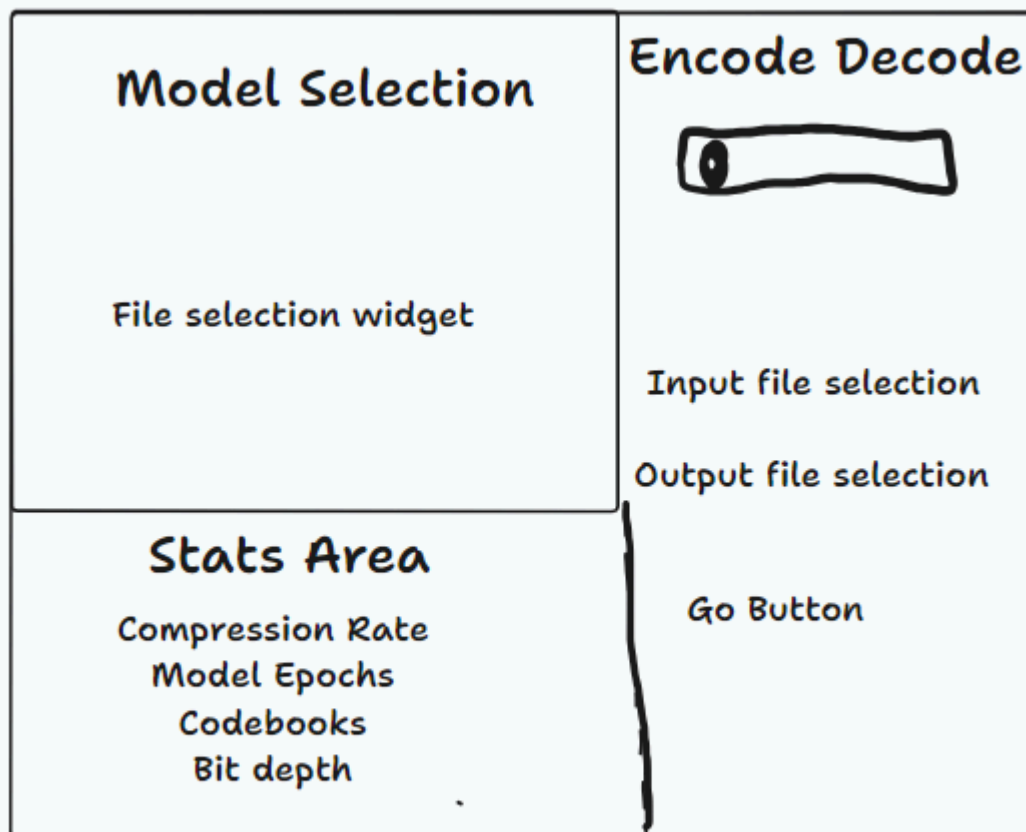 Model Selection
File selection widget
Encode Decode
Input file selection
Output file selection
Go Button
Stats Area
Compression Rate
Model Epochs
Codebooks
Bit depth